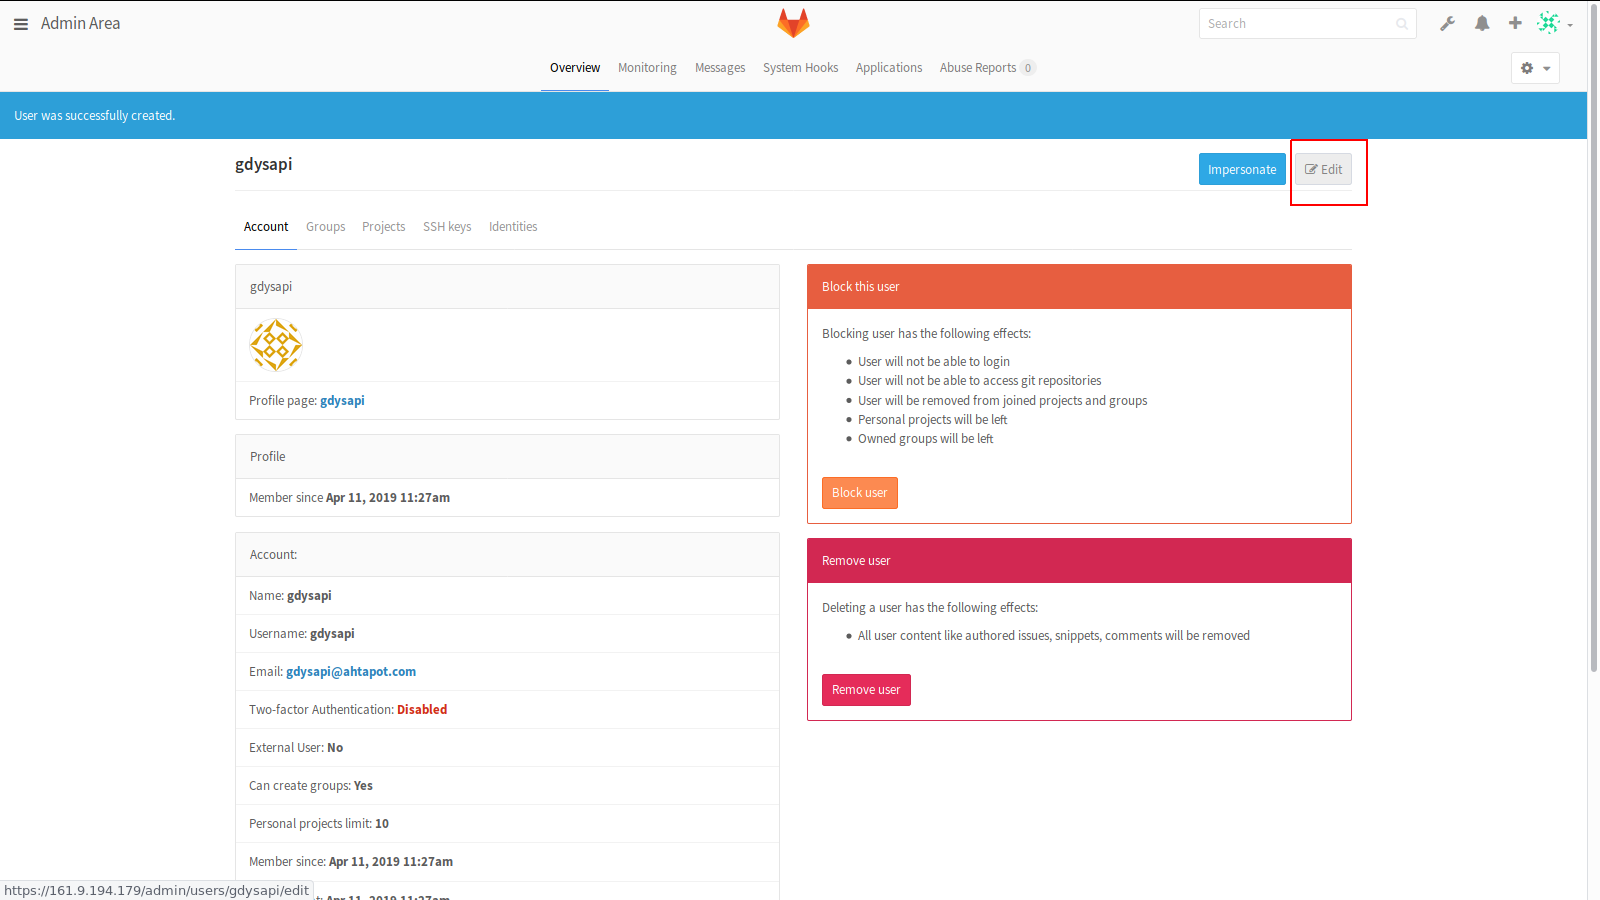 Admin Area
Search
Overview Monitoring Messages System Hooks Applications Abuse Reports 0
User was successfully created.
gdysapi
Impersonate
Edit
Account Groups Projects SSH keys Identities
gdysapi
Profile page: gdysapi
Profile
Member since Apr 11, 2019 11:27am
Account:
Name: gdysapi
Username: gdysapi
Email: gdysapi@ahtapot.com
Two-factor Authentication: Disabled
External User: No
Can create groups: Yes
Personal projects limit: 10
Member since: Apr 11, 2019 11:27am
Apr 11, 2019 11:27am
Block this user
Blocking user has the following effects:
User will not be able to login
User will not be able to access git repositories
User will be removed from joined projects and groups
Personal projects will be left
Owned groups will be left
Block user
Remove user
Deleting a user has the following effects:
All user content like authored issues, snippets, comments will be removed
Remove user
https://161.9.194.179/admin/users/gdysapi/edit